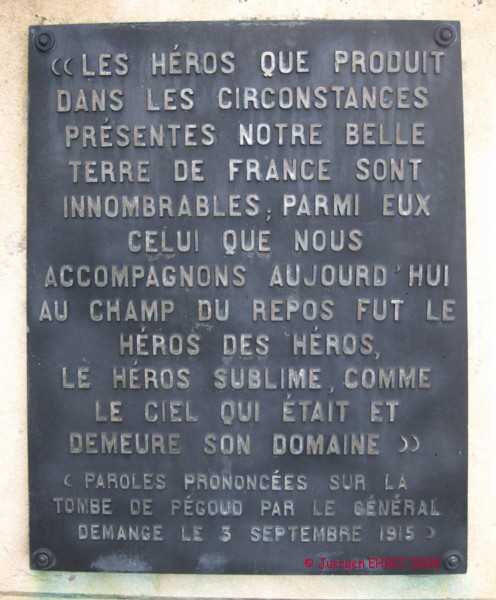 « LES HÉROS QUE PRODUIT
DANS LES CIRCONSTANCES
PRÉSENTES NOTRE BELLE
TERRE DE FRANCE SONT
INNOMBRABLES; PARMI EUX
CELUI QUE NOUS
ACCOMPAGNONS AUJOURD'HUI
AU CHAMP DU REPOS FUT LE
HÉROS DES HÉROS,
LE HÉROS SUBLIME, COMME
LE CIEL QUI ÉTAIT ET
DEMEURE SON DOMAINE »
( PAROLES PRONONCÉES SUR LA
TOMBE DE PÉGOUD PAR LE GÉNÉRAL
DEMANGE LE 3 SEPTEMBRE 1915 )
© Juergen